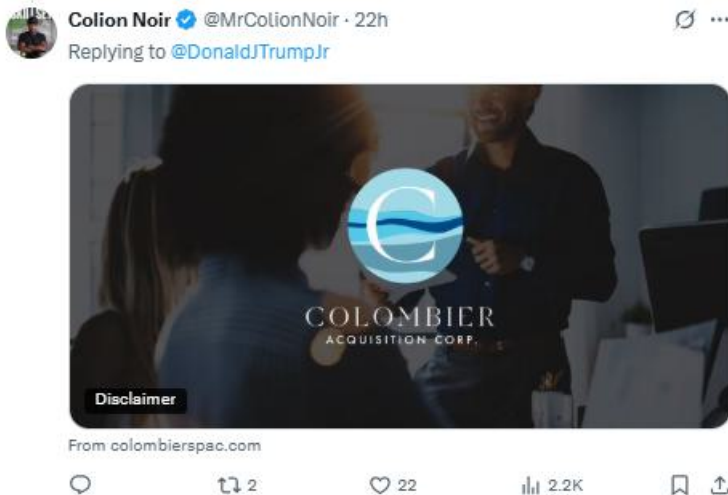 Colion Noir @MrColionNoir · 22h
Replying to @DonaldJTrumpJr
C
COLOMBIER
ACQUISITION CORP.
Disclaimer
From colombierspac.com
2 22 2.2K